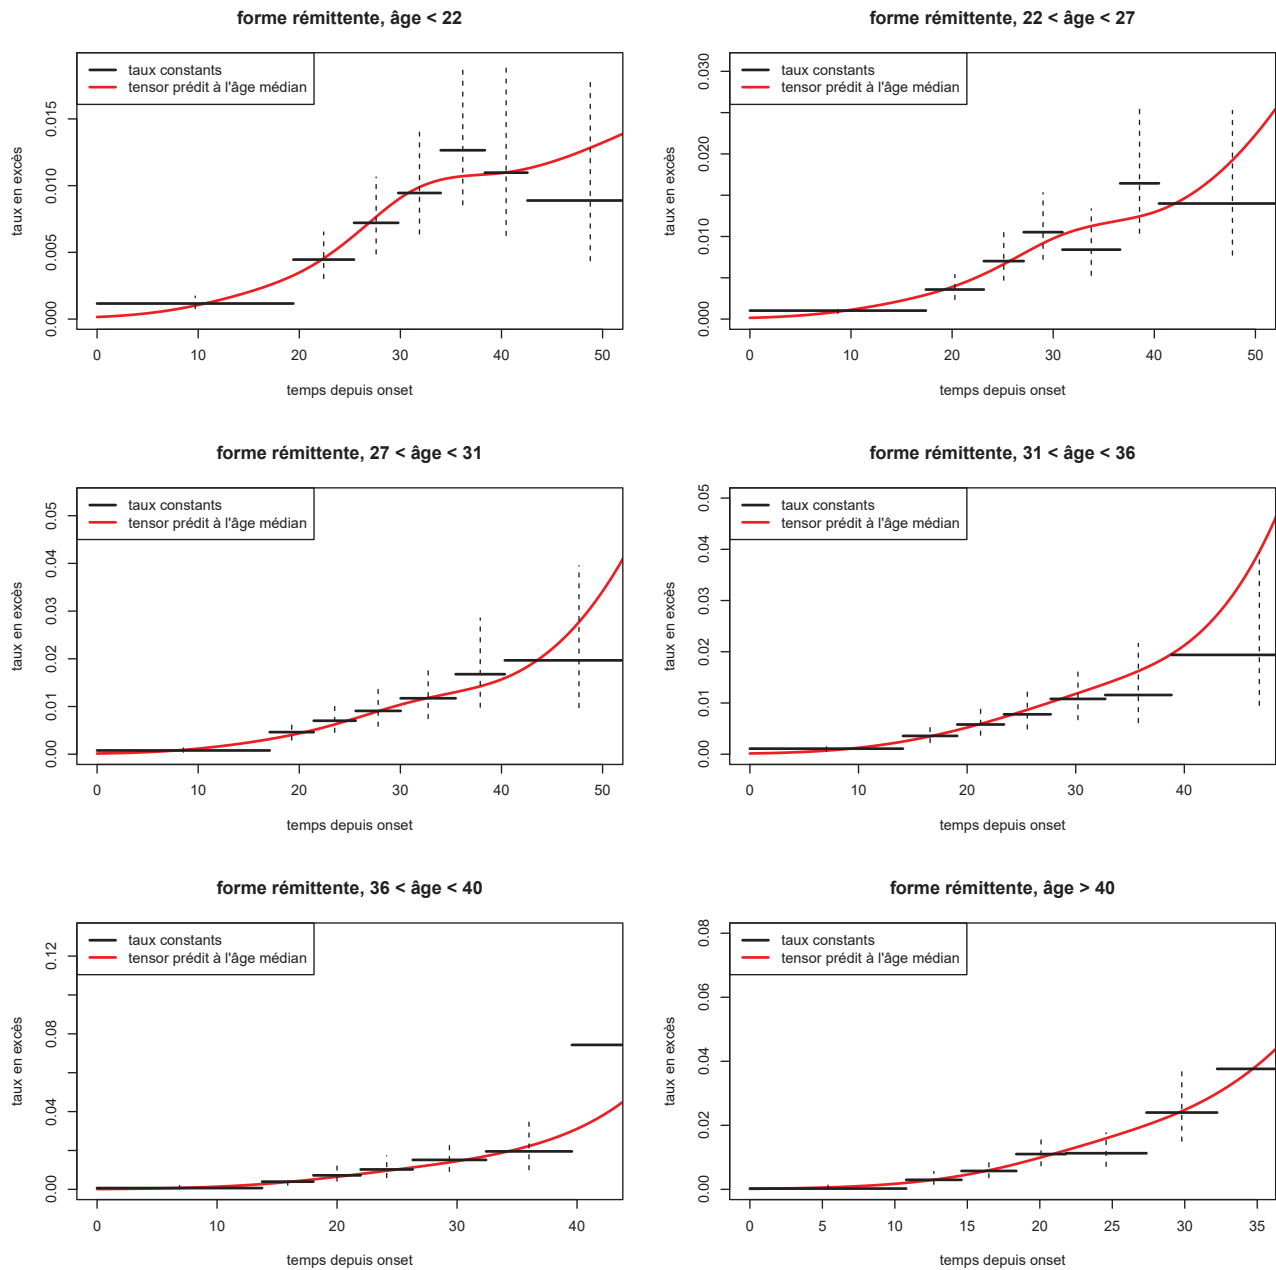 forme rémittente, âge < 22
taux constants
tensor prédit à l'âge médian
taux en excès
0.000
0.005
0.010
0.015
0 10 20 30 40 50
temps depuis onset
forme rémittente, 22 < âge < 27
taux constants
tensor prédit à l'âge médian
taux en excès
0.000
0.010
0.020
0.030
0 10 20 30 40 50
temps depuis onset
forme rémittente, 27 < âge < 31
taux constants
tensor prédit à l'âge médian
taux en excès
0.00
0.01
0.02
0.03
0.04
0.05
0 10 20 30 40 50
temps depuis onset
forme rémittente, 31 < âge < 36
taux constants
tensor prédit à l'âge médian
taux en excès
0.00
0.01
0.02
0.03
0.04
0.05
0 10 20 30 40
temps depuis onset
forme rémittente, 36 < âge < 40
taux constants
tensor prédit à l'âge médian
taux en excès
0.00
0.04
0.08
0.12
0 10 20 30 40
temps depuis onset
forme rémittente, âge > 40
taux constants
tensor prédit à l'âge médian
taux en excès
0.00
0.02
0.04
0.06
0.08
0 5 10 15 20 25 30 35
temps depuis onset